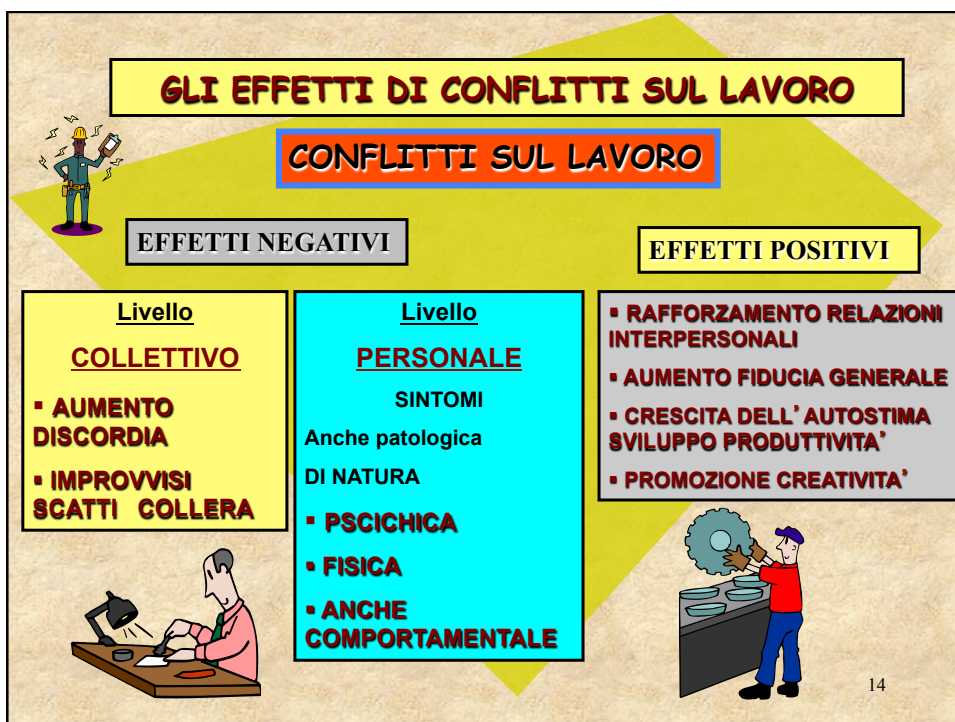 GLI EFFETTI DI CONFLITTI SUL LAVORO
CONFLITTI SUL LAVORO
EFFETTI NEGATIVI
EFFETTI POSITIVI
Livello
COLLETTIVO
▪ AUMENTO
DISCORDIA
▪ IMPROVVISI
SCATTI COLLERA
Livello
PERSONALE
SINTOMI
Anche patologica
DI NATURA
▪ PSCICHICA
▪ FISICA
▪ ANCHE
COMPORTAMENTALE
▪ RAFFORZAMENTO RELAZIONI
INTERPERSONALI
▪ AUMENTO FIDUCIA GENERALE
▪ CRESCITA DELL’ AUTOSTIMA
SVILUPPO PRODUTTIVITA’
▪ PROMOZIONE CREATIVITA’
14